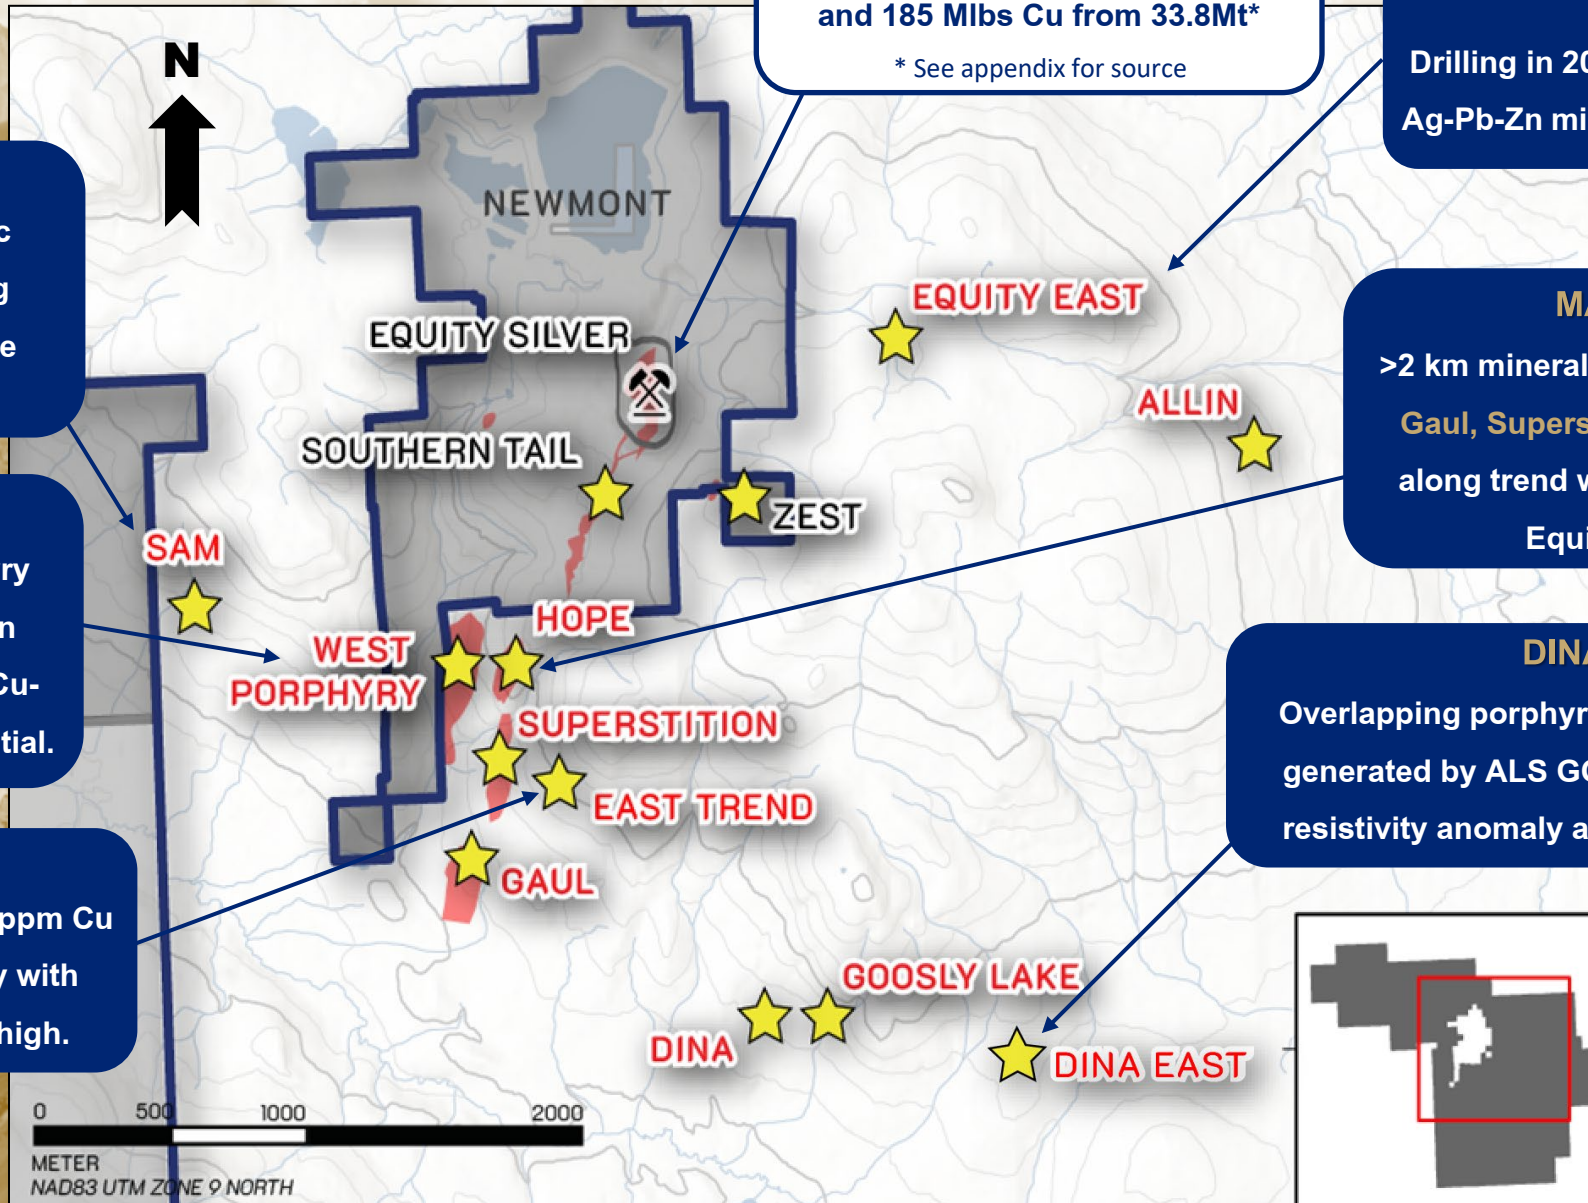 and 185 Mlbs Cu from 33.8Mt*
* See appendix for source
Drilling in 20
Ag-Pb-Zn mi
N
NEWMONT
c
g
e
EQUITY EAST
EQUITY SILVER
MA
>2 km mineral
Gaul, Supers
along trend w
Equi
ALLIN
SOUTHERN TAIL
ZEST
SAM
ry
n
Cu-
tial.
HOPE
WEST
PORPHYRY
SUPERSTITION
EAST TREND
DINA
Overlapping porphyr
generated by ALS GO
resistivity anomaly a
GAUL
ppm Cu
y with
high.
GOOSLY LAKE
DINA
DINA EAST
0 500 1000 2000
METER
NAD83 UTM ZONE 9 NORTH